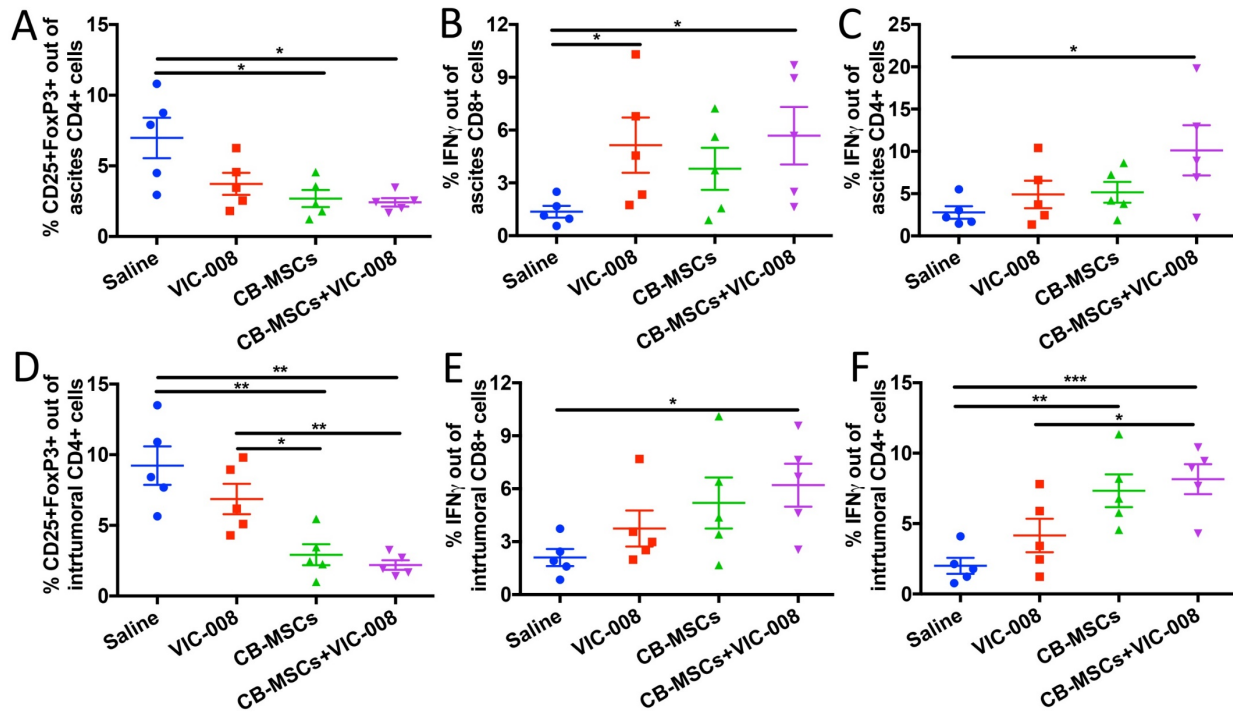 A
% CD25+FoxP3+ out of
ascites CD4+ cells
15
10
5
0
*
*
Saline
VIC-008
CB-MSCs
CB-MSCs+VIC-008
B
% IFNγ out of
ascites CD8+ cells
12
9
6
3
0
*
*
Saline
VIC-008
CB-MSCs
CB-MSCs+VIC-008
C
% IFNγ out of
ascites CD4+ cells
25
20
15
10
5
0
*
Saline
VIC-008
CB-MSCs
CB-MSCs+VIC-008
D
% CD25+FoxP3+ out of
intrtumoral CD4+ cells
15
10
5
0
**
**
**
*
Saline
VIC-008
CB-MSCs
CB-MSCs+VIC-008
E
% IFNγ out of
intrtumoral CD8+ cells
12
9
6
3
0
*
Saline
VIC-008
CB-MSCs
CB-MSCs+VIC-008
F
% IFNγ out of
intrtumoral CD4+ cells
15
10
5
0
***
**
*
Saline
VIC-008
CB-MSCs
CB-MSCs+VIC-008